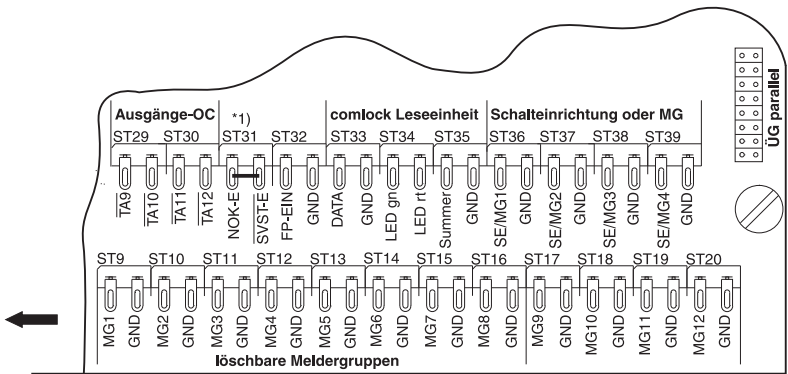 Ausgänge-OC *1) comlock Leseeinheit Schalteinrichtung oder MG
ST29 ST30 ST31 ST32 ST33 ST34 ST35 ST36 ST37 ST38 ST39
TA9 TA10 TA11 TA12 NOK-E SVST-E FP-EIN GND DATA GND LED gn LED rt Summer GND SE/MG1 GND SE/MG2 GND SE/MG3 GND SE/MG4 GND
ÜG parallel
ST9 ST10 ST11 ST12 ST13 ST14 ST15 ST16 ST17 ST18 ST19 ST20
MG1 GND MG2 GND MG3 GND MG4 GND MG5 GND MG6 GND MG7 GND MG8 GND MG9 GND MG10 GND MG11 GND MG12 GND
löschbare Meldergruppen